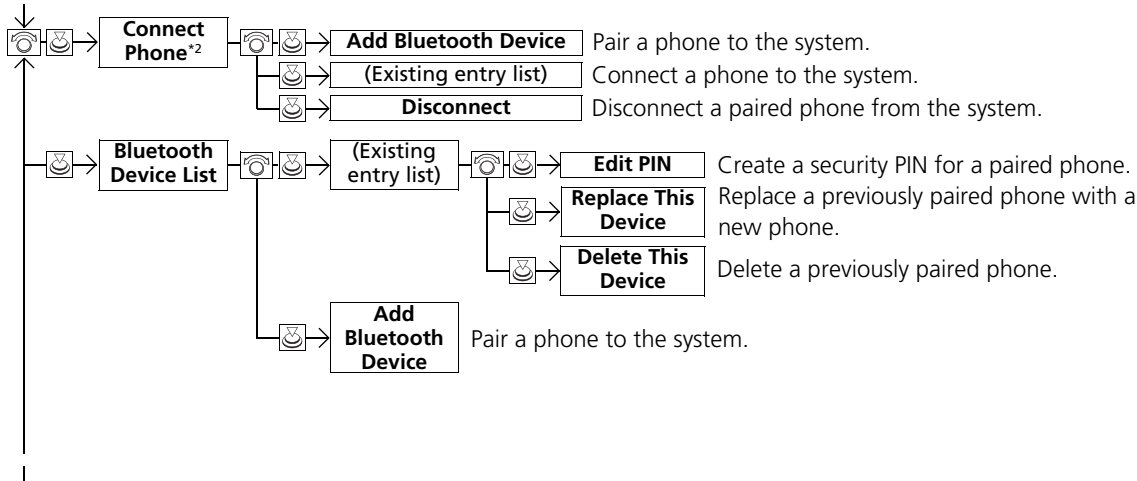 Connect
Phone*2
Add Bluetooth Device Pair a phone to the system.
(Existing entry list) Connect a phone to the system.
Disconnect Disconnect a paired phone from the system.
Bluetooth
Device List
(Existing
entry list)
Edit PIN Create a security PIN for a paired phone.
Replace This
Device
Replace a previously paired phone with a
new phone.
Delete This
Device
Delete a previously paired phone.
Add
Bluetooth
Device
Pair a phone to the system.